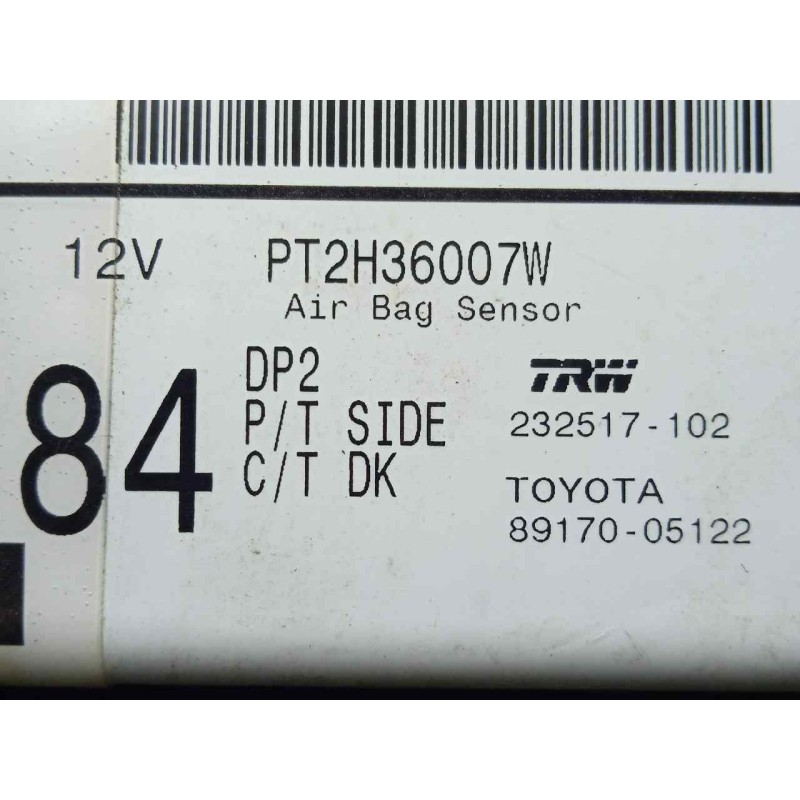 12V PT2H36007W
Air Bag Sensor
84
DP2
P/T SIDE
C/T DK
TRW
232517-102
TOYOTA
89170-05122